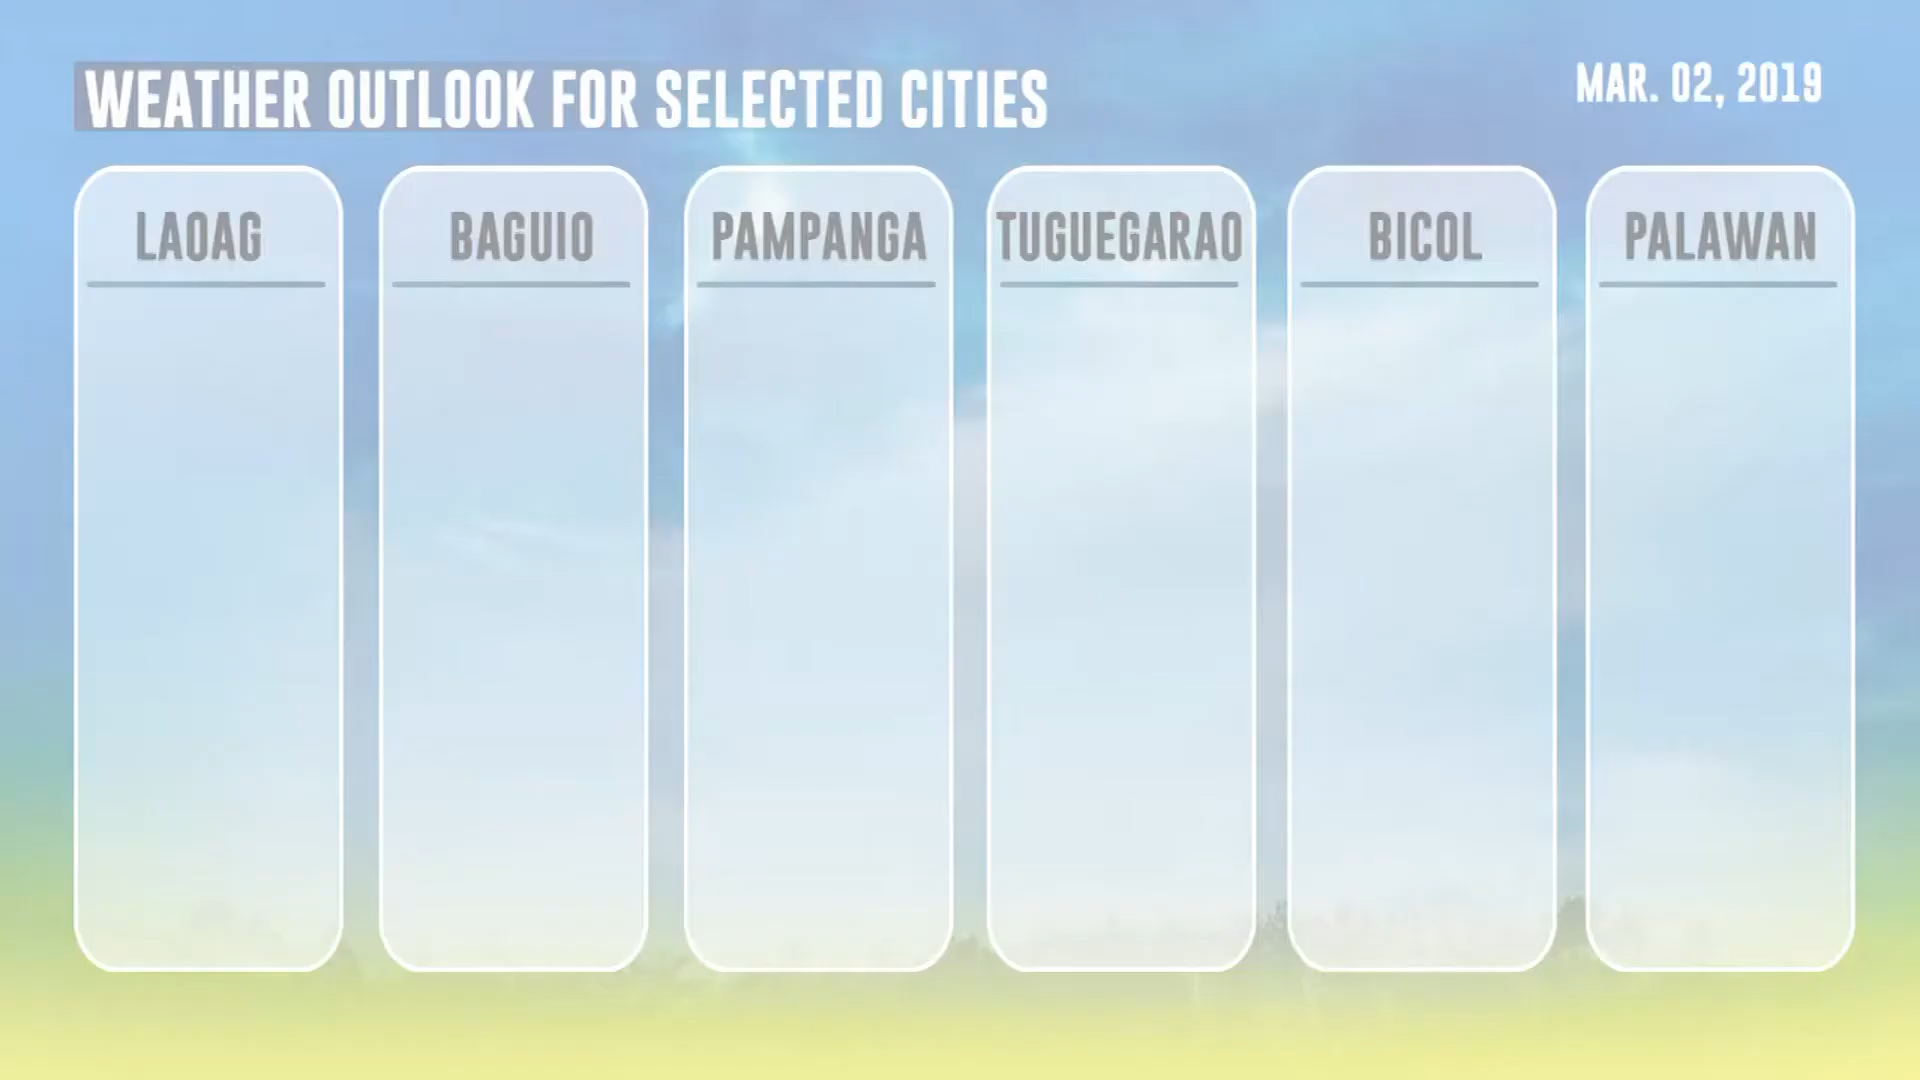 WEATHER OUTLOOK FOR SELECTED CITIES
MAR. 02, 2019
LAOAG
BAGUIO
PAMPANGA
TUGUEGARAO
BICOL
PALAWAN